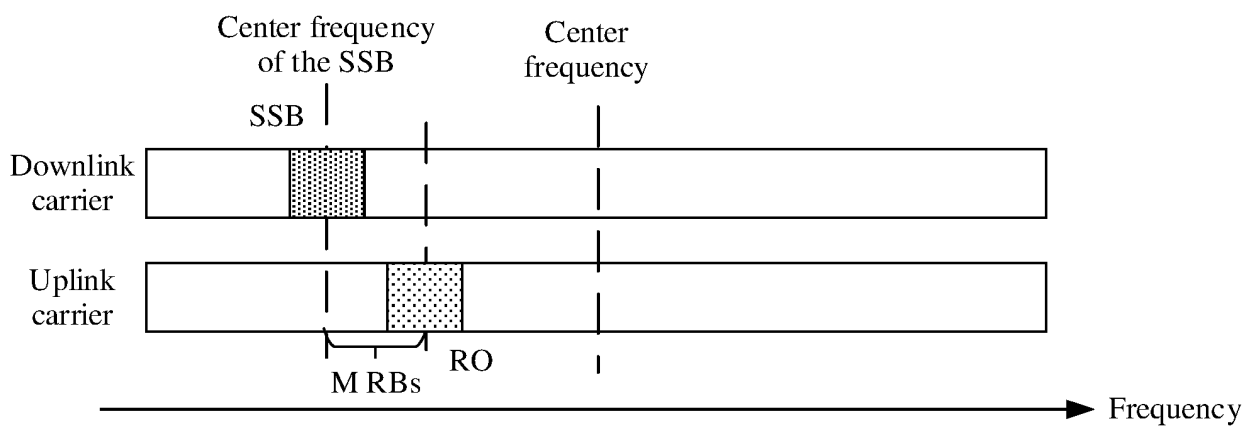 Center frequency
of the SSB
Center
frequency
SSB
Downlink
carrier
Uplink
carrier
M RBs
RO
Frequency